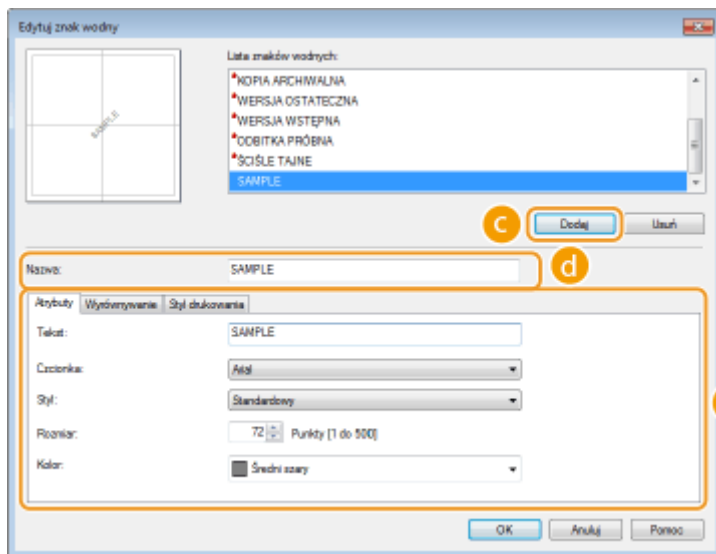 Edytuj znak wodny
Lista znaków wodnych:
SAMPLE
KOPIA ARCHIWALNA
WERSJA OSTATECZNA
WERSJA WSTĘPNA
ODBITKA PRÓBNA
ŚCIŚLE TAJNE
SAMPLE
C
Dodaj
Usuń
d
Nazwa:
SAMPLE
Atrybuty
Wyrównywanie
Styl drukowania
Tekst:
SAMPLE
Czcionka:
Arial
Styl:
Standardowy
Rozmiar:
72
Punkty [1 do 500]
Kolor:
Średni szary
OK
Anuluj
Pomoc